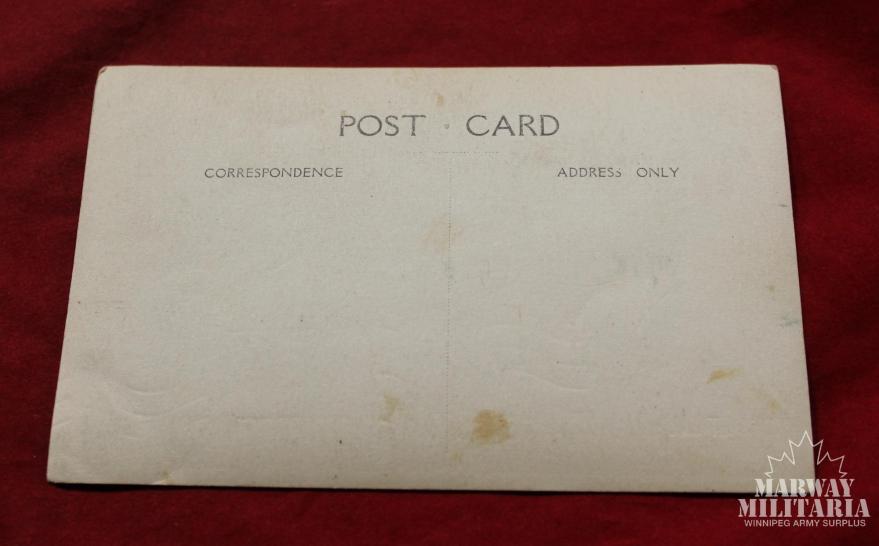 POST CARD
CORRESPONDENCE
ADDRESS ONLY
MARWAY
MILITARIA
WINNIPEG ARMY SURPLUS